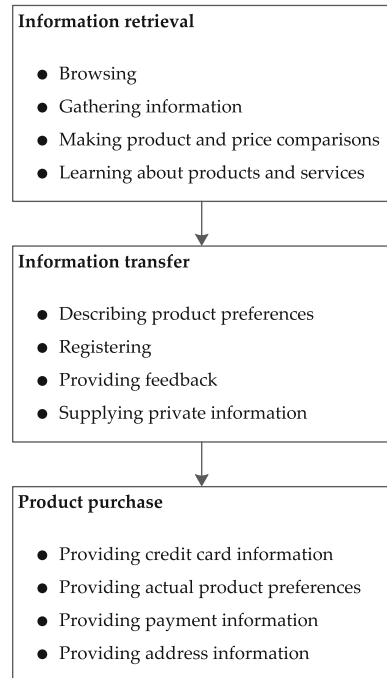 Information retrieval
● Browsing
● Gathering information
● Making product and price comparisons
● Learning about products and services
Information transfer
● Describing product preferences
● Registering
● Providing feedback
● Supplying private information
Product purchase
● Providing credit card information
● Providing actual product preferences
● Providing payment information
● Providing address information